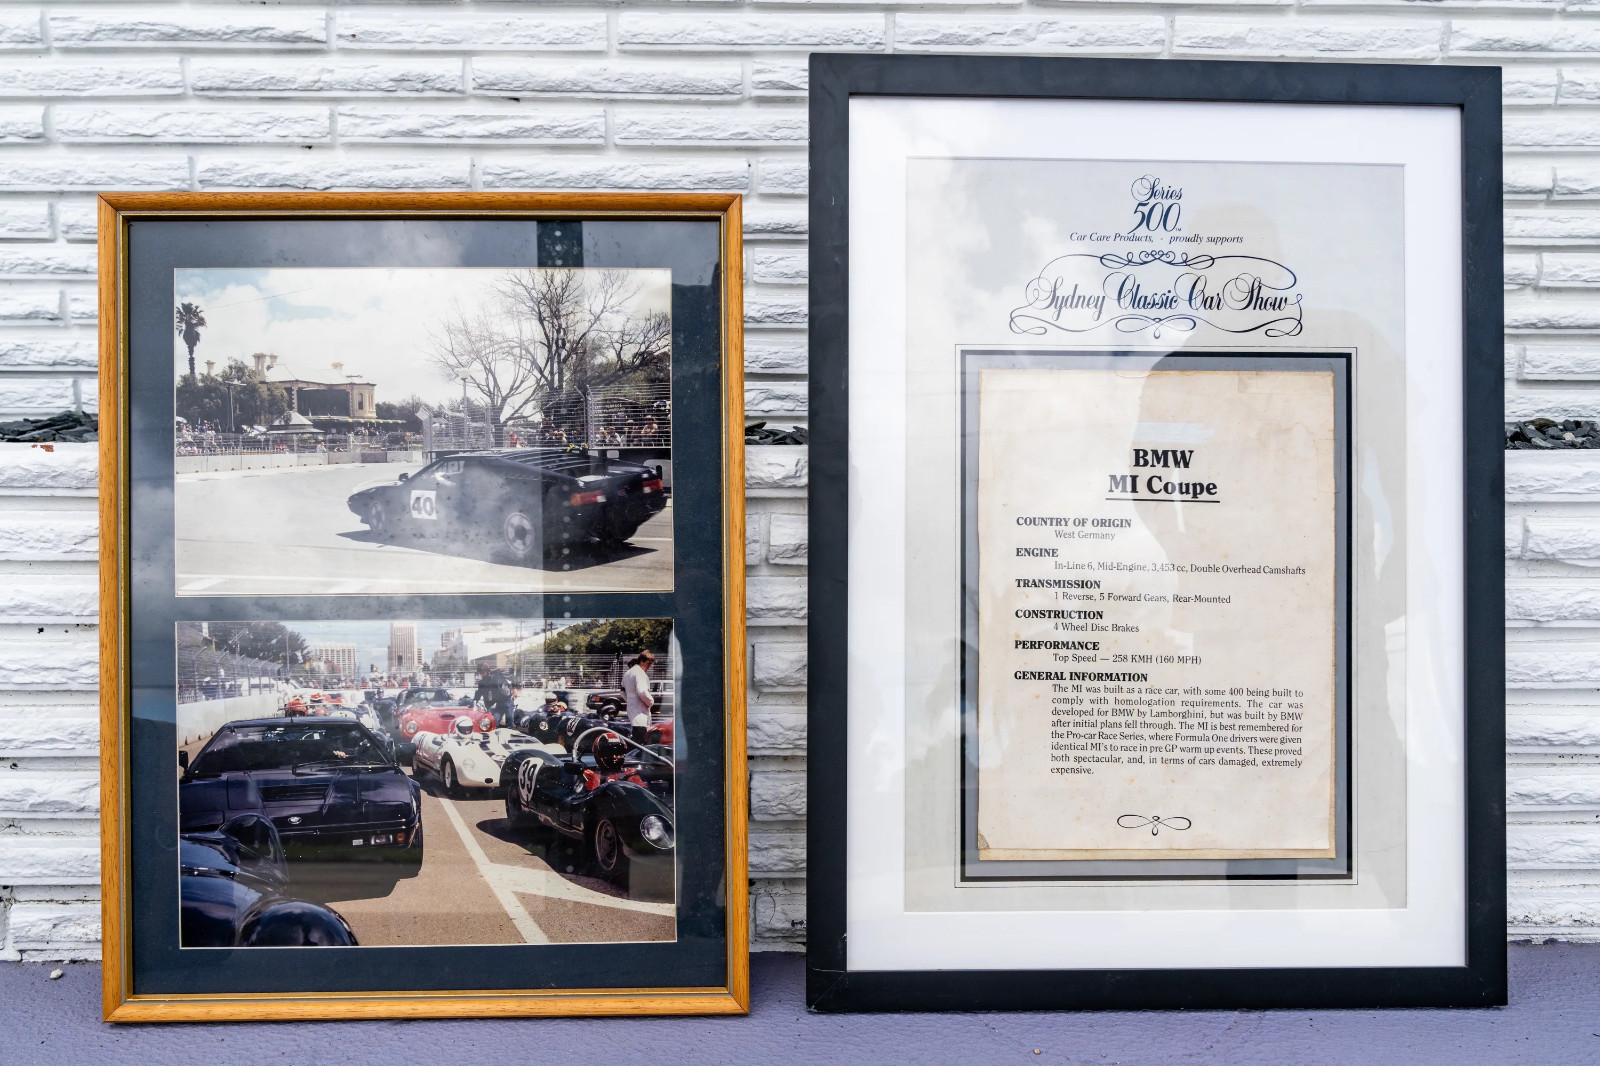 40
39
Series
500
Car Care Products, - proudly supports
Sydney Classic Car Show
BMW
MI Coupe
COUNTRY OF ORIGIN
West Germany
ENGINE
In-Line 6, Mid-Engine, 3,453 cc, Double Overhead Camshafts
TRANSMISSION
1 Reverse, 5 Forward Gears, Rear-Mounted
CONSTRUCTION
4 Wheel Disc Brakes
PERFORMANCE
Top Speed — 258 KMH (160 MPH)
GENERAL INFORMATION
The MI was built as a race car, with some 400 being built to
comply with homologation requirements. The car was
developed for BMW by Lamborghini, but was built by BMW
after initial plans fell through. The MI is best remembered for
the Pro-car Race Series, where Formula One drivers were given
identical MI's to race in pre GP warm up events. These proved
both spectacular, and, in terms of cars damaged, extremely
expensive.